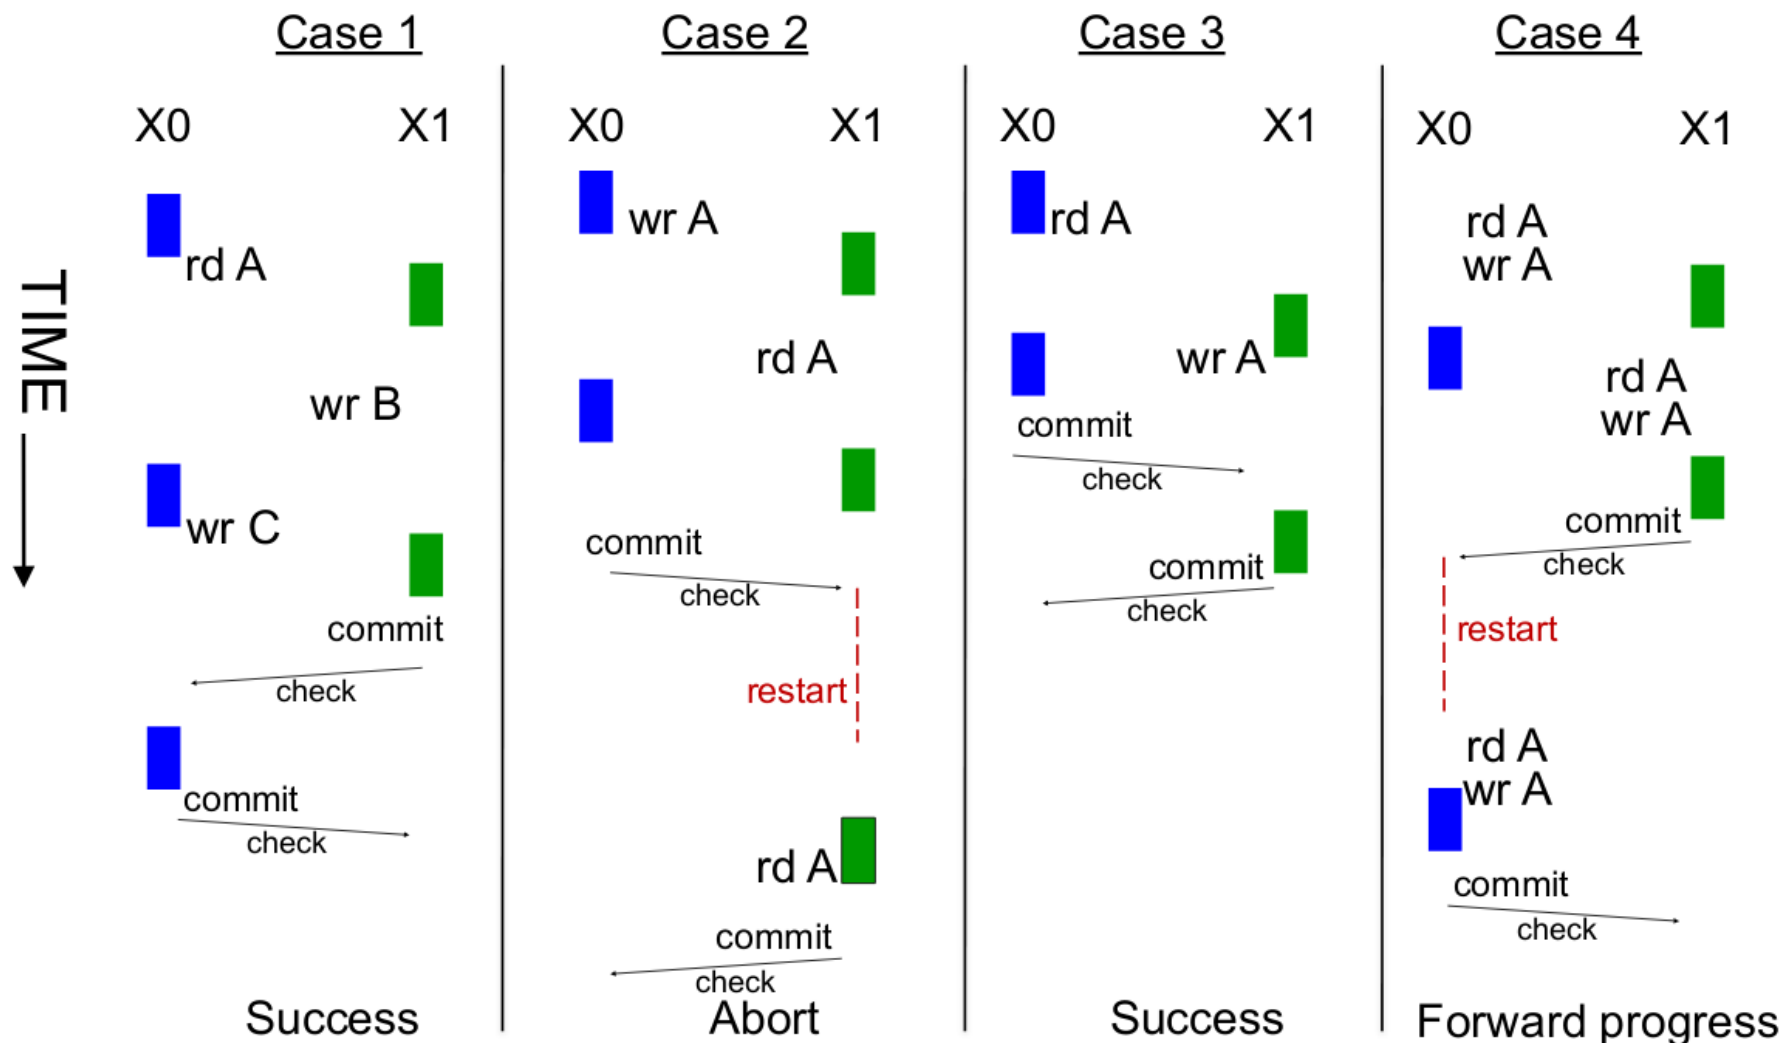 Case 1
Case 2
Case 3
Case 4
TIME
X0
X1
rd A
wr B
wr C
commit
check
commit
check
Success
X0
X1
wr A
rd A
commit
check
restart
rd A
commit
check
Abort
X0
X1
rd A
wr A
commit
check
commit
check
Success
X0
X1
rd A
wr A
rd A
wr A
commit
check
restart
rd A
wr A
commit
check
Forward progress